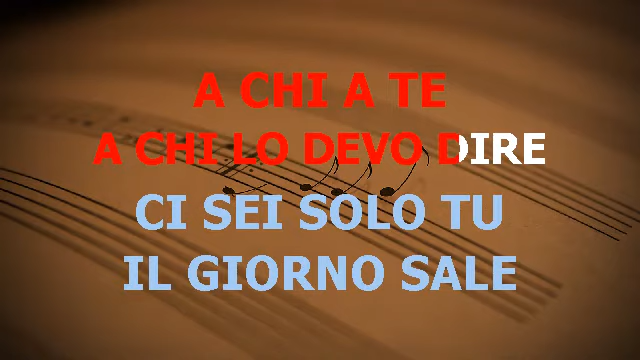 A CHI A TE
A CHI LO DEVO DIRE
CI SEI SOLO TU
IL GIORNO SALE